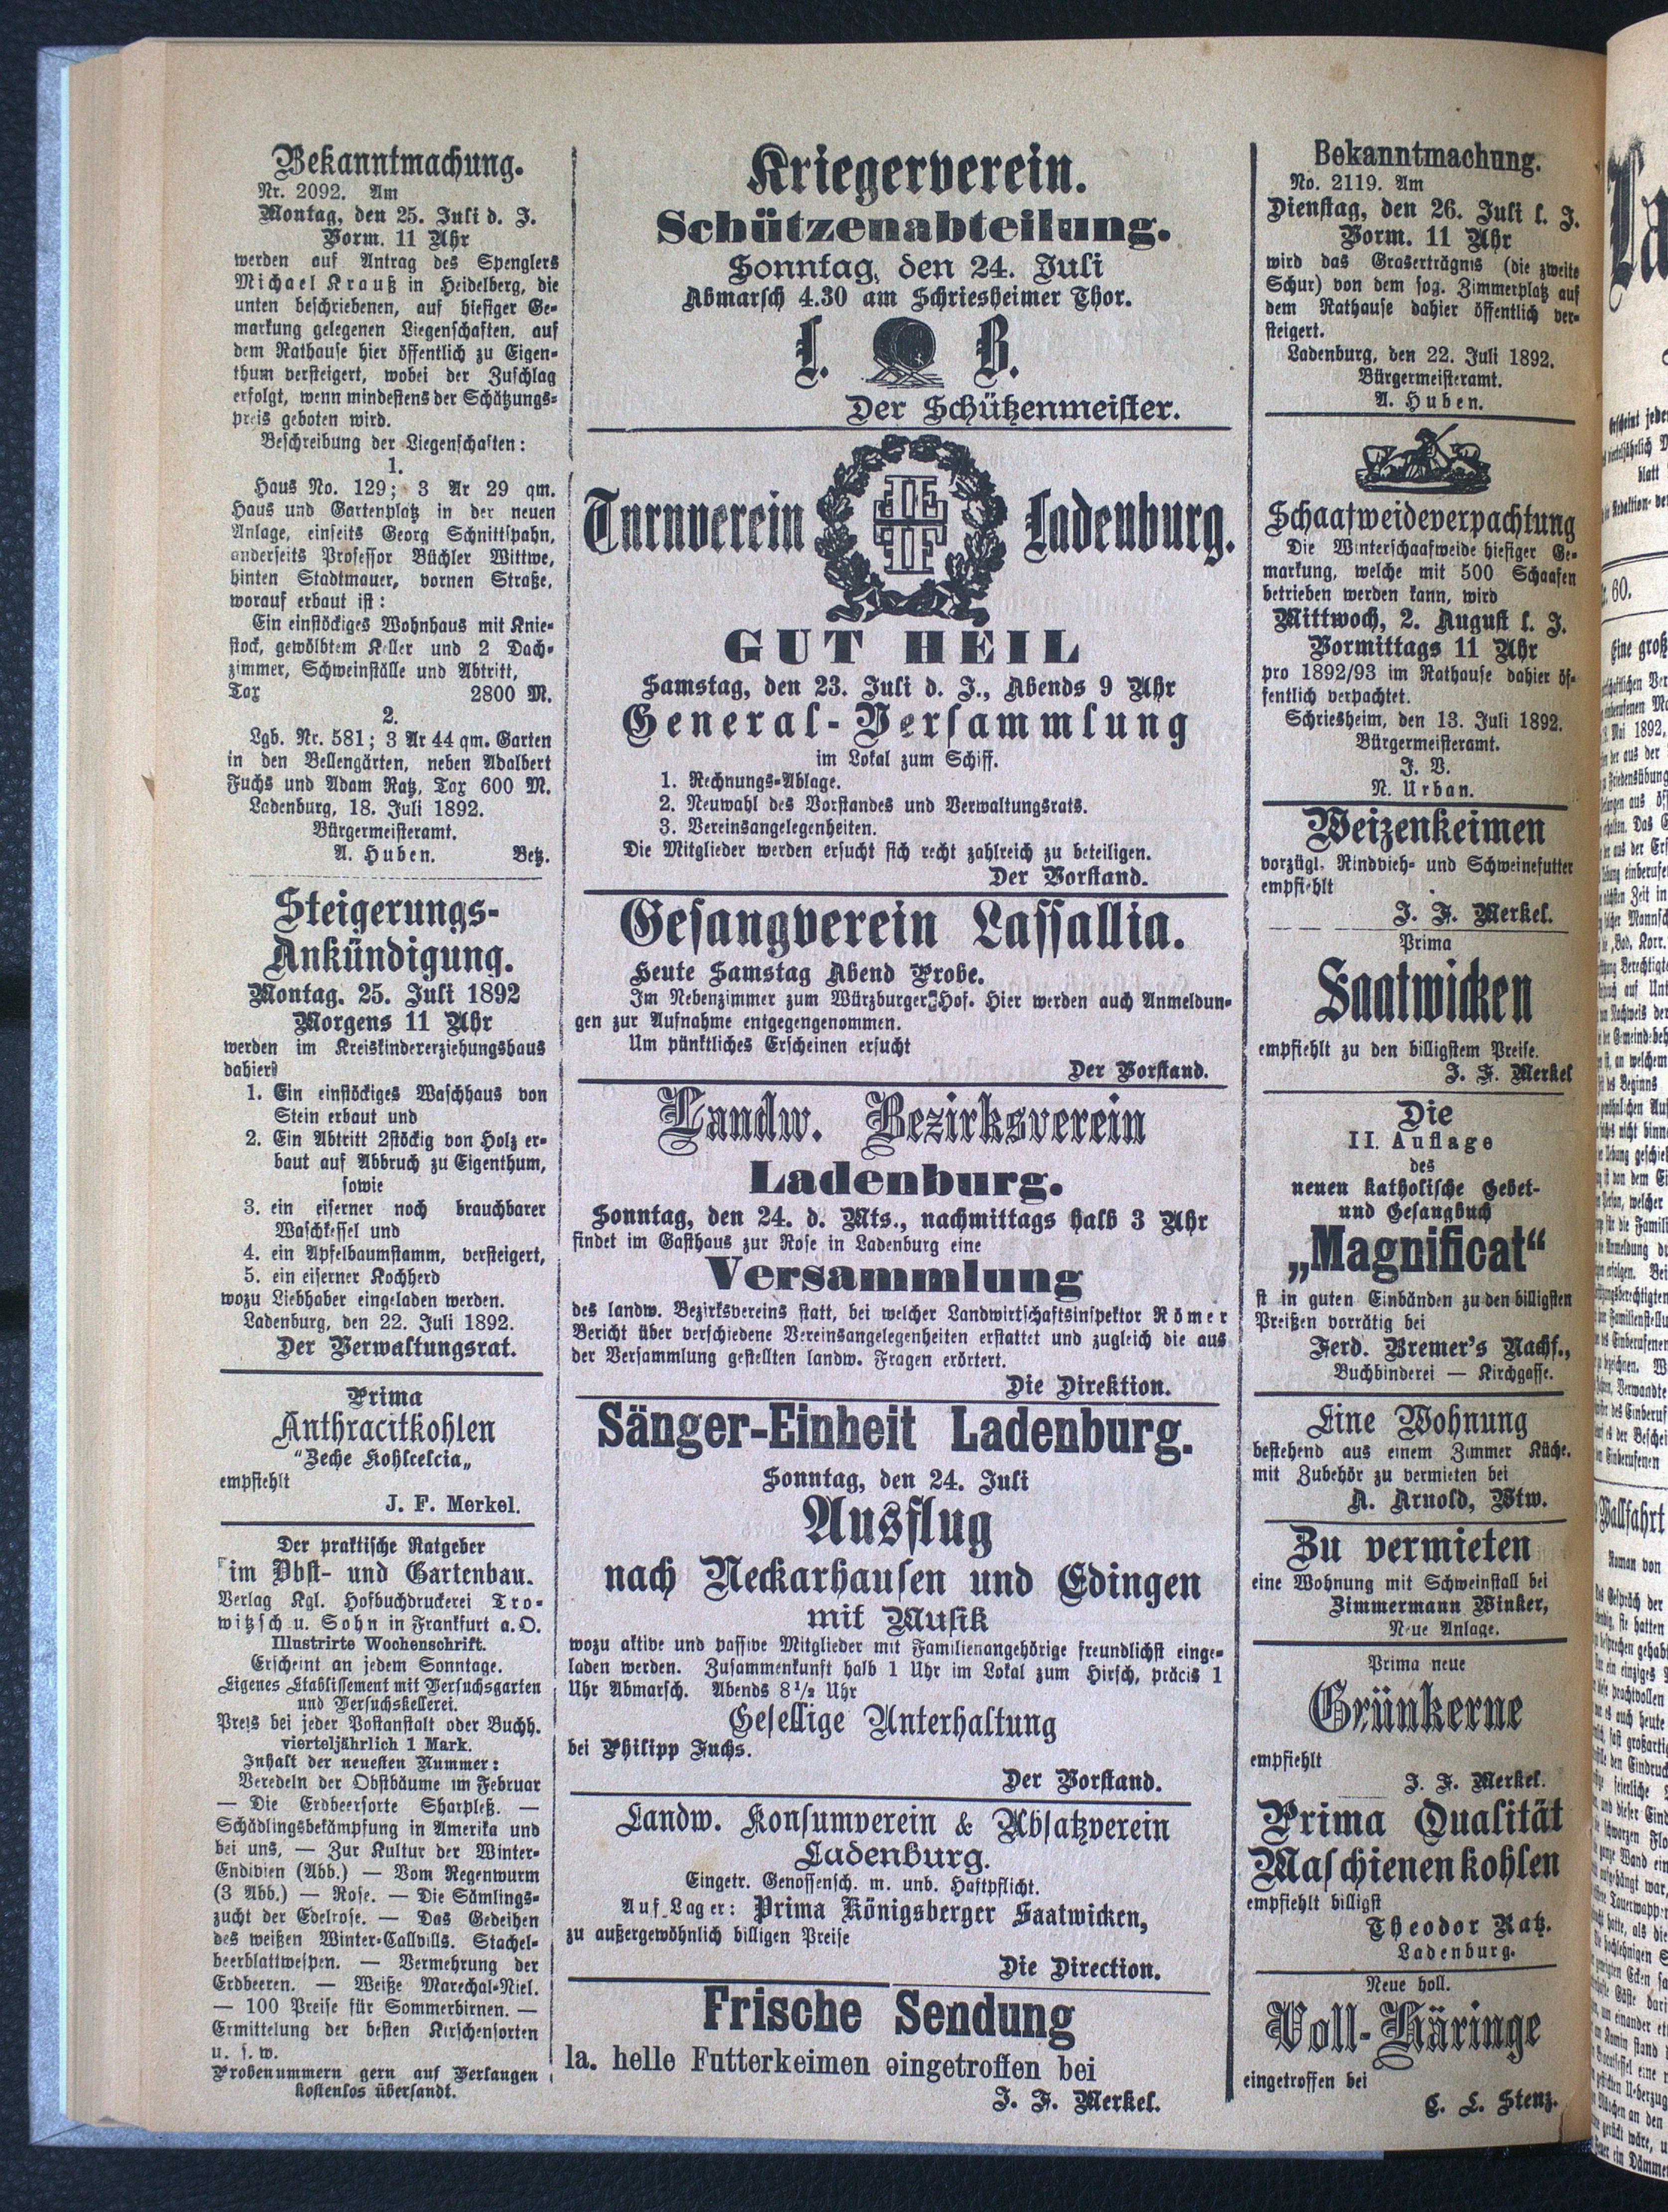 Bekanntmachung.
Nr. 2092. Am
Montag, den 25. Juli d. J.
Vorm. 11 Uhr
werden auf Antrag des Spenglers
Michael Krauß in Heidelberg, die
unten beschriebenen, auf hiesiger Ge-
markung gelegenen Liegenschaften, auf
dem Rathause hier öffentlich zu Eigen-
thum versteigert, wobei der Zuschlag
erfolgt, wenn mindestens der Schätzungs-
preis geboten wird.
Beschreibung der Liegenschaften:
1.
Haus No. 129; 3 Ar 29 qm.
Haus und Gartenplatz in der neuen
Anlage, einseits Georg Schnittspahn,
anderseits Professor Büchler Wittwe,
hinten Stadtmauer, vornen Straße,
worauf erbaut ist:
Ein einstöckiges Wohnhaus mit Knie-
stock, gewölbtem Keller und 2 Dach-
zimmer, Schweinställe und Abtritt,
Tax 2800 M.
2.
Lgb. Nr. 581; 3 Ar 44 qm. Garten
in den Bellengärten, neben Adalbert
Fuchs und Adam Ratz, Tax 600 M.
Ladenburg, 18. Juli 1892.
Bürgermeisteramt.
A. Huben. Betz.
Steigerungs-
Ankündigung.
Montag. 25. Juli 1892
Morgens 11 Uhr
werden im Kreiskindererziehungshaus
dahier
1. Ein einstöckiges Waschhaus von
Stein erbaut und
2. Ein Abtritt 2stöckig von Holz er-
baut auf Abbruch zu Eigenthum,
sowie
3. ein eiserner noch brauchbarer
Waschkessel und
4. ein Apfelbaumstamm, versteigert,
5. ein eiserner Kochherd
wozu Liebhaber eingeladen werden.
Ladenburg, den 22. Juli 1892.
Der Verwaltungsrat.
Prima
Anthracitkohlen
"Zeche Kohlcelcia„
empfiehlt
J. F. Merkel.
Der praktische Ratgeber
im Obst- und Gartenbau.
Verlag Kgl. Hofbuchdruckerei Tro-
witzsch u. Sohn in Frankfurt a. O.
Illustrirte Wochenschrift.
Erscheint an jedem Sonntage.
Eigenes Etablissement mit Versuchsgarten
und Versuchskellerei.
Preis bei jeder Postanstalt oder Buchh.
vierteljährlich 1 Mark.
Inhalt der neuesten Nummer:
Veredeln der Obstbäume im Februar
— Die Erdbeersorte Sharpleß. —
Schädlingsbekämpfung in Amerika und
bei uns. — Zur Kultur der Winter-
Endivien (Abb.) — Vom Regenwurm
(3 Abb.) — Rose. — Die Sämlings-
zucht der Edelrose. — Das Gedeihen
des weißen Winter-Callvills. Stachel-
beerblattwespen. — Vermehrung der
Erdbeeren. — Weiße Marechal-Niel.
— 100 Preise für Sommerbirnen. —
Ermittelung der besten Kirschensorten
u. s. w.
Probenummern gern auf Verlangen
kostenlos übersandt.
Kriegerverein.
Schützenabteilung.
Sonntag, den 24. Juli
Abmarsch 4.30 am Schriesheimer Thor.
I. B.
Der Schützenmeister.
Turnverein Ladenburg.
GUT HEIL
Samstag, den 23. Juli d. J., Abends 9 Uhr
General-Versammlung
im Lokal zum Schiff.
1. Rechnungs-Ablage.
2. Neuwahl des Vorstandes und Verwaltungsrats.
3. Vereinsangelegenheiten.
Die Mitglieder werden ersucht sich recht zahlreich zu beteiligen.
Der Vorstand.
Gesangverein Lassallia.
Heute Samstag Abend Probe.
Im Nebenzimmer zum Würzburger Hof. Hier werden auch Anmeldun-
gen zur Aufnahme entgegengenommen.
Um pünktliches Erscheinen ersucht
Der Vorstand.
Landw. Bezirksverein
Ladenburg.
Sonntag, den 24. d. Mts., nachmittags halb 3 Uhr
findet im Gasthaus zur Rose in Ladenburg eine
Versammlung
des landw. Bezirksvereins statt, bei welcher Landwirtschaftsinspektor Römer
Bericht über verschiedene Vereinsangelegenheiten erstattet und zugleich die aus
der Versammlung gestellten landw. Fragen erörtert.
Die Direktion.
Sänger-Einheit Ladenburg.
Sonntag, den 24. Juli
Ausflug
nach Neckarhausen und Edingen
mit Musik
wozu aktive und passive Mitglieder mit Familienangehörige freundlichst einge-
laden werden. Zusammenkunft halb 1 Uhr im Lokal zum Hirsch, präcis 1
Uhr Abmarsch. Abends 8 1/2 Uhr
Gesellige Unterhaltung
bei Philipp Fuchs.
Der Vorstand.
Landw. Konsumverein & Absatzverein
Ladenburg.
Eingetr. Genossensch. m. unb. Haftpflicht.
Auf Lager: Prima Königsberger Saatwicken,
zu außergewöhnlich billigen Preise
Die Direction.
Frische Sendung
Ia. helle Futterkeimen eingetroffen bei
J. F. Merkel.
Bekanntmachung.
No. 2119. Am
Dienstag, den 26. Juli l. J.
Vorm. 11 Uhr
wird das Graserträgnis (die zweite
Schur) von dem sog. Zimmerplatz auf
dem Rathause dahier öffentlich ver-
steigert.
Ladenburg, den 22. Juli 1892.
Bürgermeisteramt.
A. Huben.
Schaafweideverpachtung
Die Winterschaafweide hiesiger Ge-
markung, welche mit 500 Schaafen
betrieben werden kann, wird
Mittwoch, 2. August l. J.
Vormittags 11 Uhr
pro 1892/93 im Rathause dahier öf-
fentlich verpachtet.
Schriesheim, den 13. Juli 1892.
Bürgermeisteramt.
J. V.
N. Urban.
Weizenkeimen
vorzügl. Rindvieh- und Schweinefutter
empfiehlt
J. F. Merkel.
Prima
Saatwicken
empfiehlt zu den billigstem Preise.
J. F. Merkel
Die
II. Auflage
des
neuen katholische Gebet-
und Gesangbuch
„Magnificat“
st in guten Einbänden zu den billigsten
Preißen vorrätig bei
Ferd. Bremer's Nachf.,
Buchbinderei — Kirchgasse.
Eine Wohnung
bestehend aus einem Zimmer Küche.
mit Zubehör zu vermieten bei
A. Arnold, Wtw.
Zu vermieten
eine Wohnung mit Schweinstall bei
Zimmermann Winker,
Neue Anlage.
Prima neue
Grünkerne
empfiehlt
J. F. Merkel.
Prima Qualität
Maschienenkohlen
empfiehlt billigst
Theodor Ratz.
Ladenburg.
Neue holl.
Voll-Häringe
eingetroffen bei
C. L. Stenz.